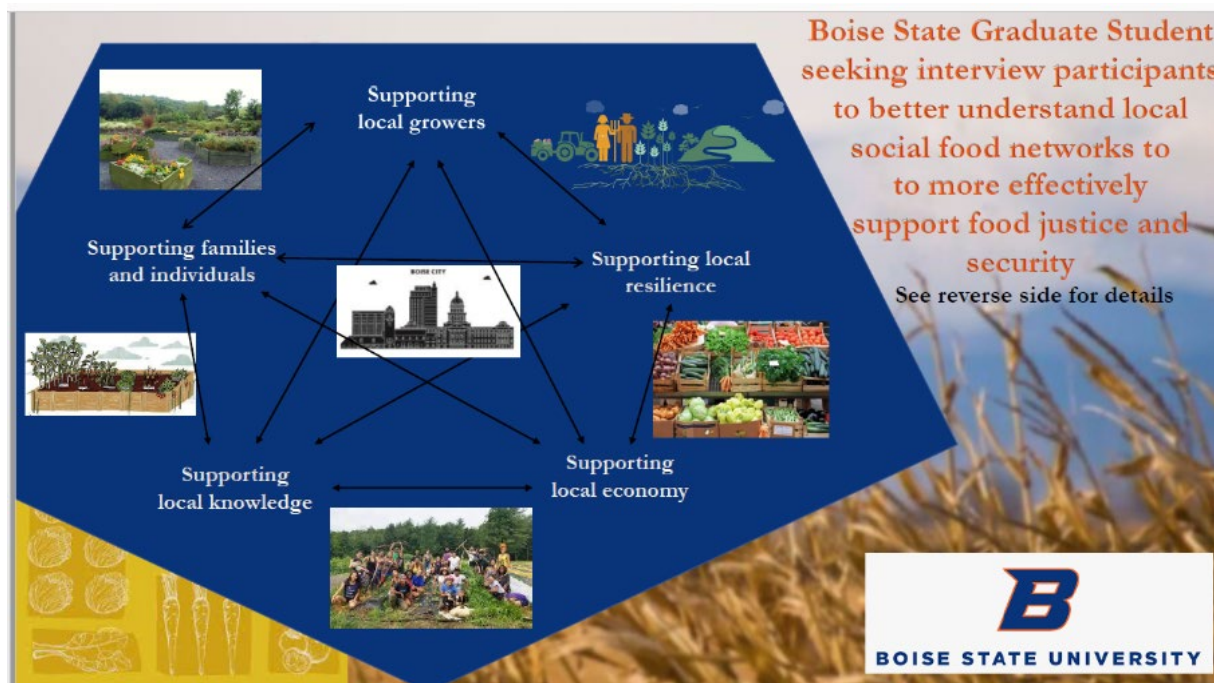 Boise State Graduate Student
seeking interview participants
to better understand local
social food networks to
to more effectively
support food justice and
security
See reverse side for details
Supporting
local growers
Supporting families
and individuals
BOISE CITY
Supporting local
resilience
Supporting
local knowledge
Supporting
local economy
B
BOISE STATE UNIVERSITY